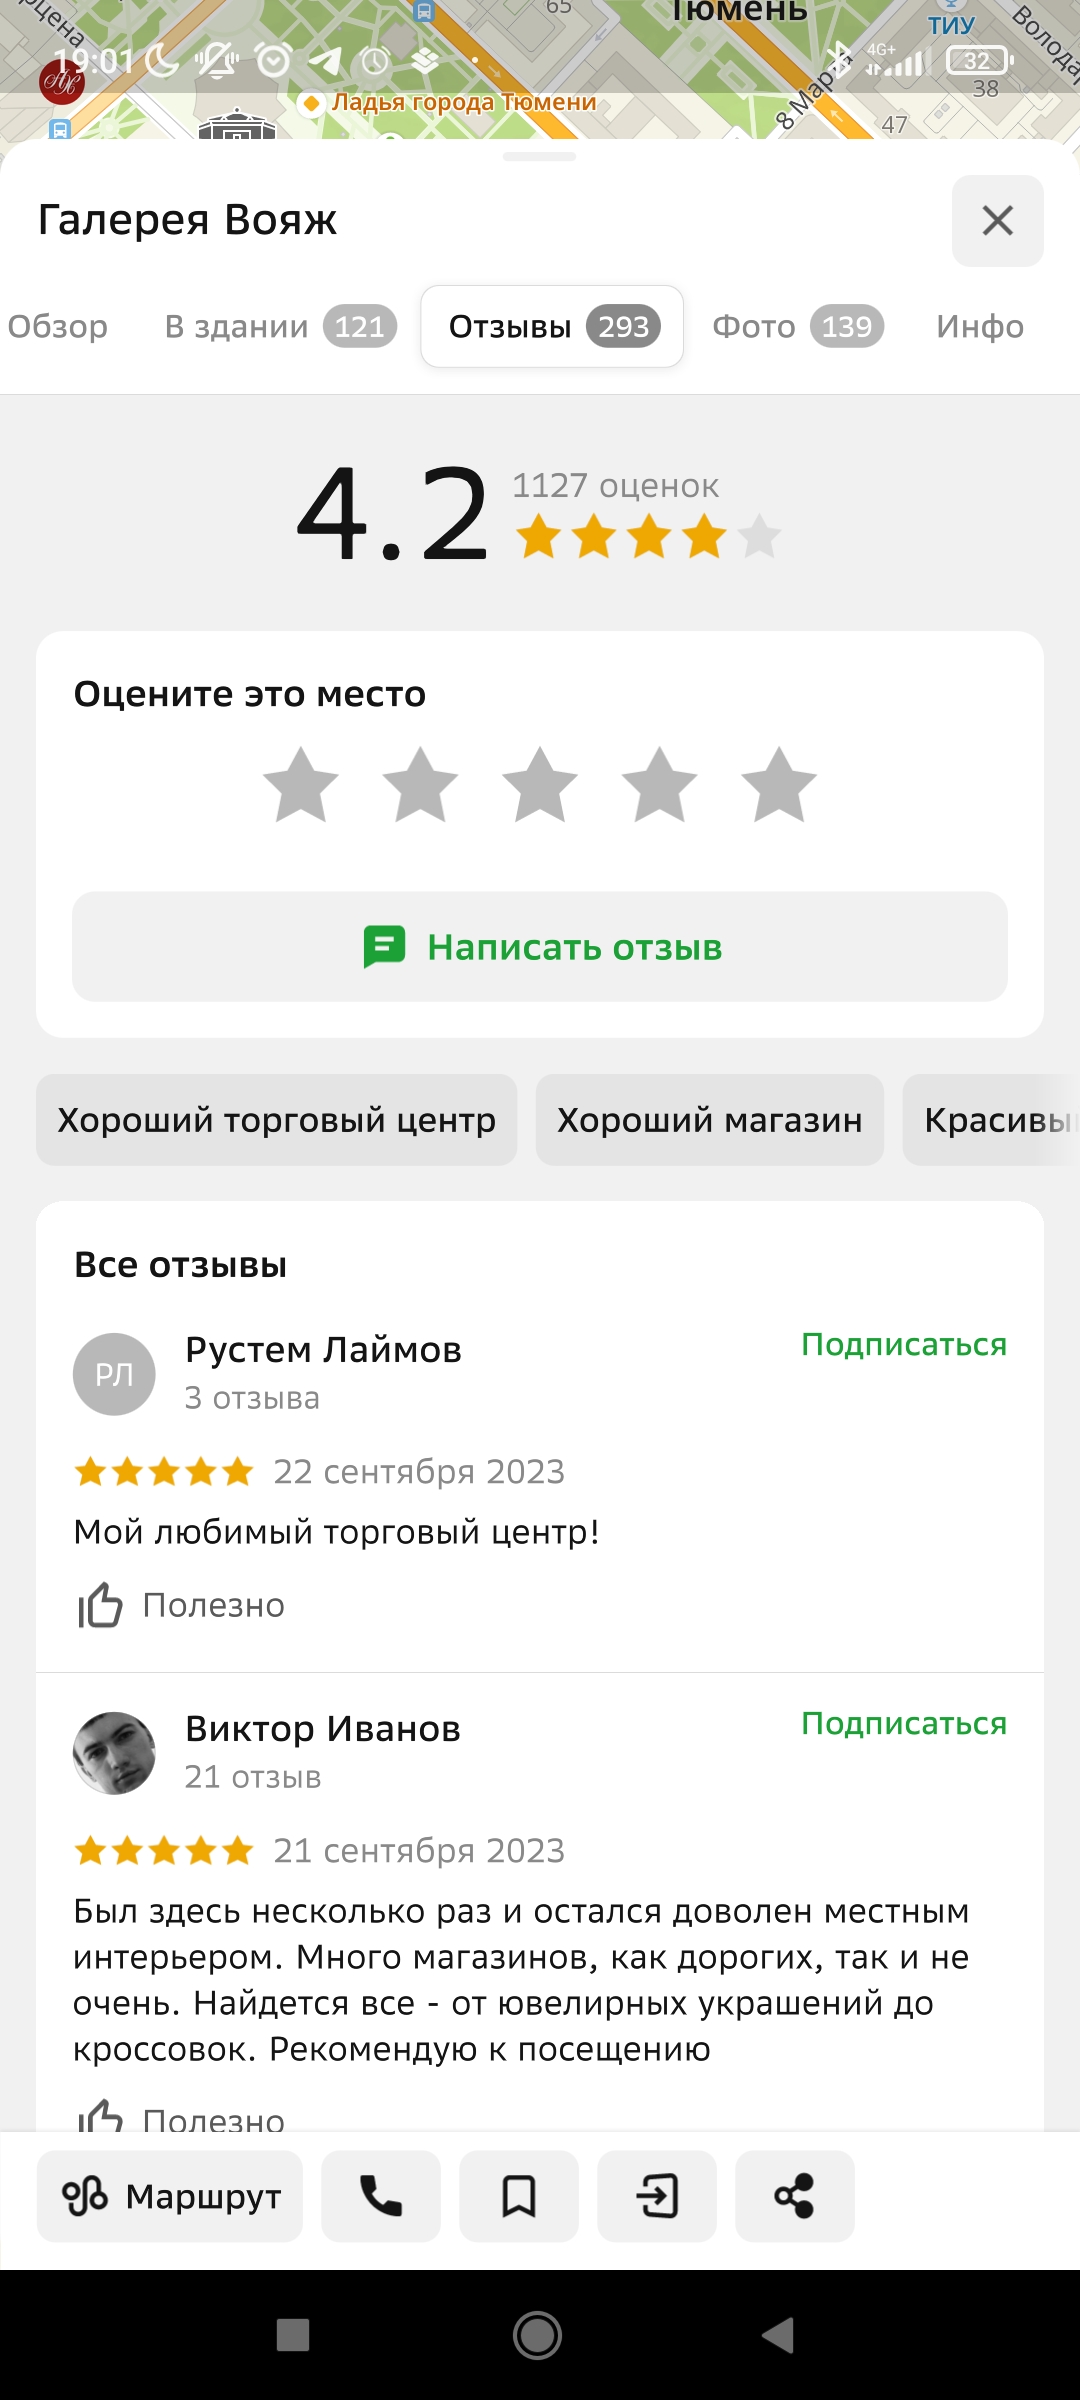 65
Тюмень
ТИУ
19:01
4G+
32
38
8 Марта
47
Ладья города Тюмени
Галерея Вояж
Обзор
В здании 121
Отзывы 293
Фото 139
Инфо
4.2
1127 оценок
Оцените это место
Написать отзыв
Хороший торговый центр
Хороший магазин
Красивы
Все отзывы
РЛ
Рустем Лаймов
Подписаться
3 отзыва
22 сентября 2023
Мой любимый торговый центр!
Полезно
Виктор Иванов
Подписаться
21 отзыв
21 сентября 2023
Был здесь несколько раз и остался доволен местным
интерьером. Много магазинов, как дорогих, так и не
очень. Найдется все - от ювелирных украшений до
кроссовок. Рекомендую к посещению
Полезно
Маршрут